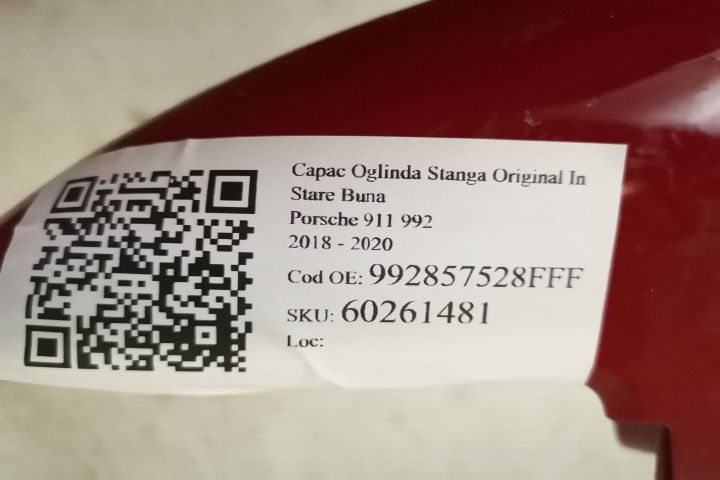 Capac Oglinda Stanga Original In
Stare Buna
Porsche 911 992
2018 - 2020
Cod OE: 992857528FFF
SKU: 60261481
Loc: